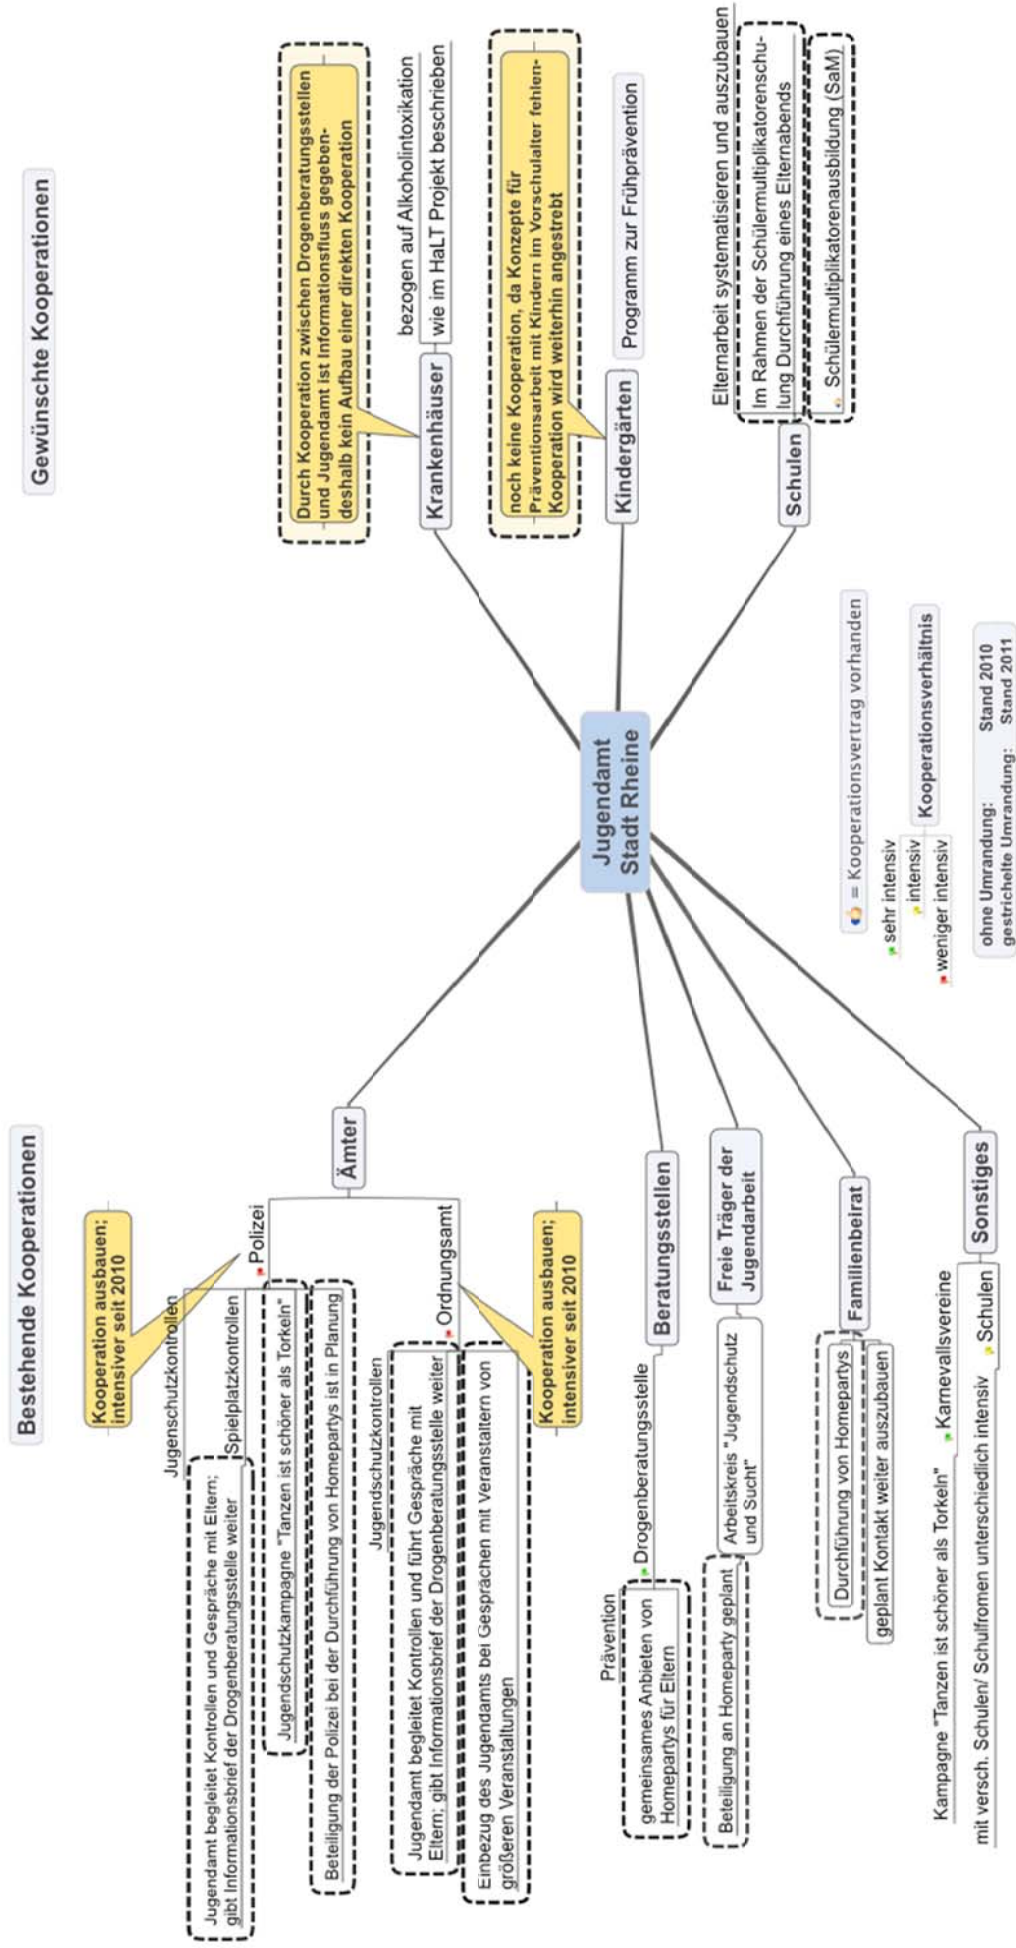 Bestehende Kooperationen
Gewünschte Kooperationen
Jugendamt
Stadt Rheine
Ämter
Kooperation ausbauen;
intensiver seit 2010
Polizei
Jugenschutzkontrollen
Spielplatzkontrollen
Jugendamt begleitet Kontrollen und Gespräche mit Eltern;
gibt Informationsbrief der Drogenberatungsstelle weiter
Jugendschutzkampagne "Tanzen ist schöner als Torkeln"
Beteiligung der Polizei bei der Durchführung von Homepartys ist in Planung
Ordnungsamt
Jugendschutzkontrollen
Jugendamt begleitet Kontrollen und führt Gespräche mit
Eltern; gibt Informationsbrief der Drogenberatungsstelle weiter
Einbezug des Jugendamts bei Gesprächen mit Veranstaltern von
größeren Veranstaltungen
Kooperation ausbauen;
intensiver seit 2010
Beratungsstellen
Drogenberatungsstelle
Prävention
gemeinsames Anbieten von
Homepartys für Eltern
Freie Träger der
Jugendarbeit
Arbeitskreis "Jugendschutz
und Sucht"
Beteiligung an Homeparty geplant
Familienbeirat
Durchführung von Homepartys
geplant Kontakt weiter auszubauen
Sonstiges
Karnevallsvereine
Kampagne "Tanzen ist schöner als Torkeln"
Schulen
mit versch. Schulen/ Schulfromen unterschiedlich intensiv
Krankenhäuser
Durch Kooperation zwischen Drogenberatungsstellen
und Jugendamt ist Informationsfluss gegeben-
deshalb kein Aufbau einer direkten Kooperation
bezogen auf Alkoholintoxikation
wie im HaLT Projekt beschrieben
Kindergärten
noch keine Kooperation, da Konzepte für
Präventionsarbeit mit Kindern im Vorschulalter fehlen-
Kooperation wird weiterhin angestrebt
Programm zur Frühprävention
Schulen
Elternarbeit systematisieren und auszubauen
Im Rahmen der Schülermultiplikatorenschu-
lung Durchführung eines Elternabends
Schülermultiplikatorenausbildung (SaM)
= Kooperationsvertrag vorhanden
sehr intensiv
intensiv
weniger intensiv
Kooperationsverhältnis
ohne Umrandung: Stand 2010
gestrichelte Umrandung: Stand 2011